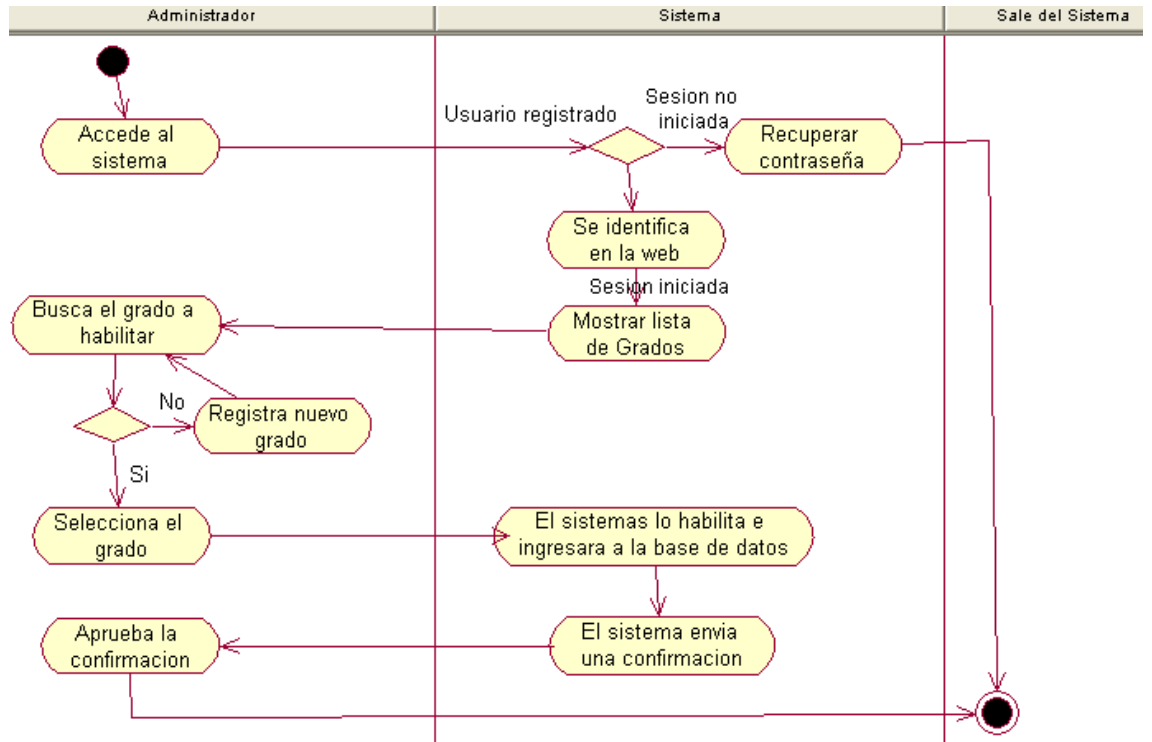 Administrador
Sistema
Sale del Sistema
Accede al
sistema
Usuario registrado
Sesion no
iniciada
Recuperar
contraseña
Se identifica
en la web
Sesion iniciada
Mostrar lista
de Grados
Busca el grado a
habilitar
No
Registra nuevo
grado
Si
Selecciona el
grado
El sistemas lo habilita e
ingresara a la base de datos
El sistema envia
una confirmacion
Aprueba la
confirmacion